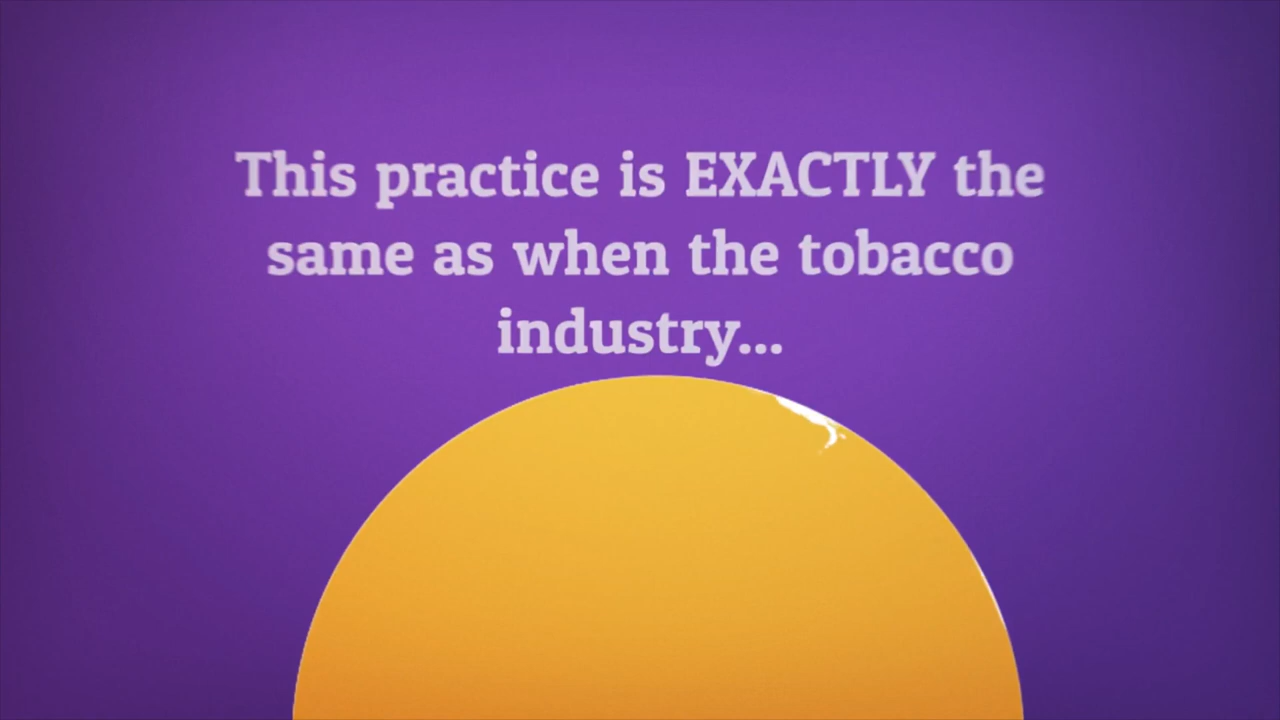 This practice is EXACTLY the
same as when the tobacco
industry...